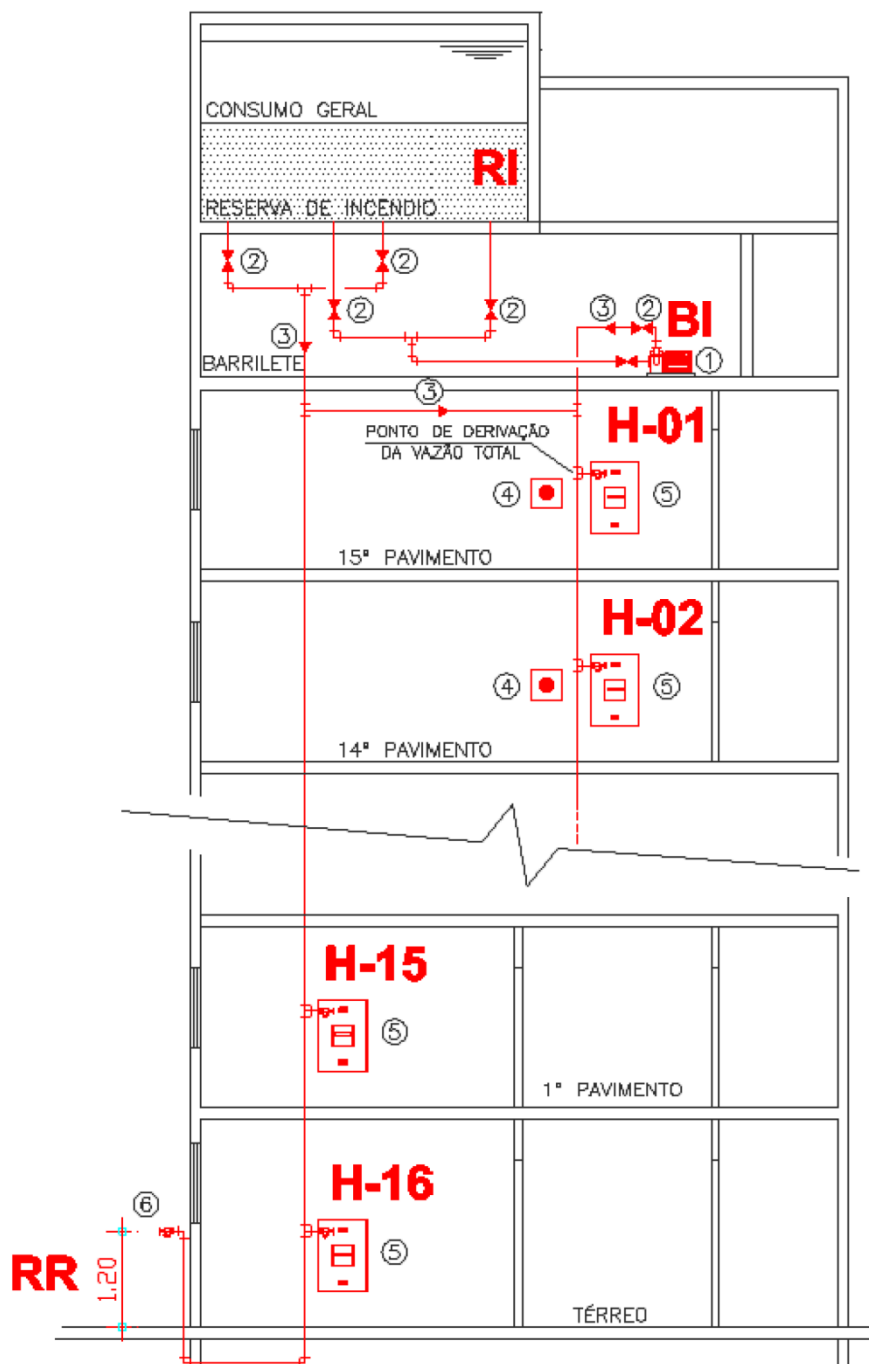 CONSUMO GERAL
RI
RESERVA DE INCENDIO
2
2
2
2
3
2
BI
1
3
BARRILETE
3
H-01
PONTO DE DERIVAÇÃO
DA VAZÃO TOTAL
4
5
15º PAVIMENTO
H-02
4
5
14º PAVIMENTO
H-15
5
1º PAVIMENTO
H-16
6
5
RR
1.20
TÉRREO